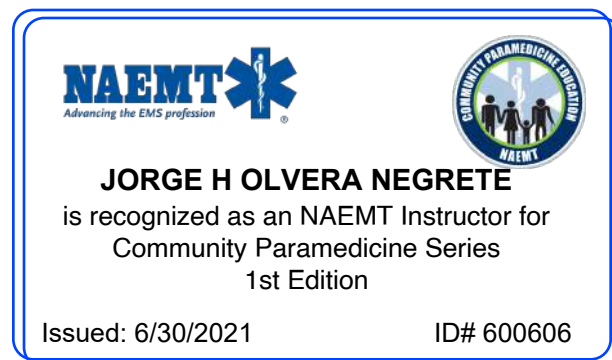 NAEMT
Advancing the EMS profession
®
COMMUNITY PARAMEDICINE EDUCATION
NAEMT
JORGE H OLVERA NEGRETE
is recognized as an NAEMT Instructor for
Community Paramedicine Series
1st Edition
Issued: 6/30/2021 ID# 600606